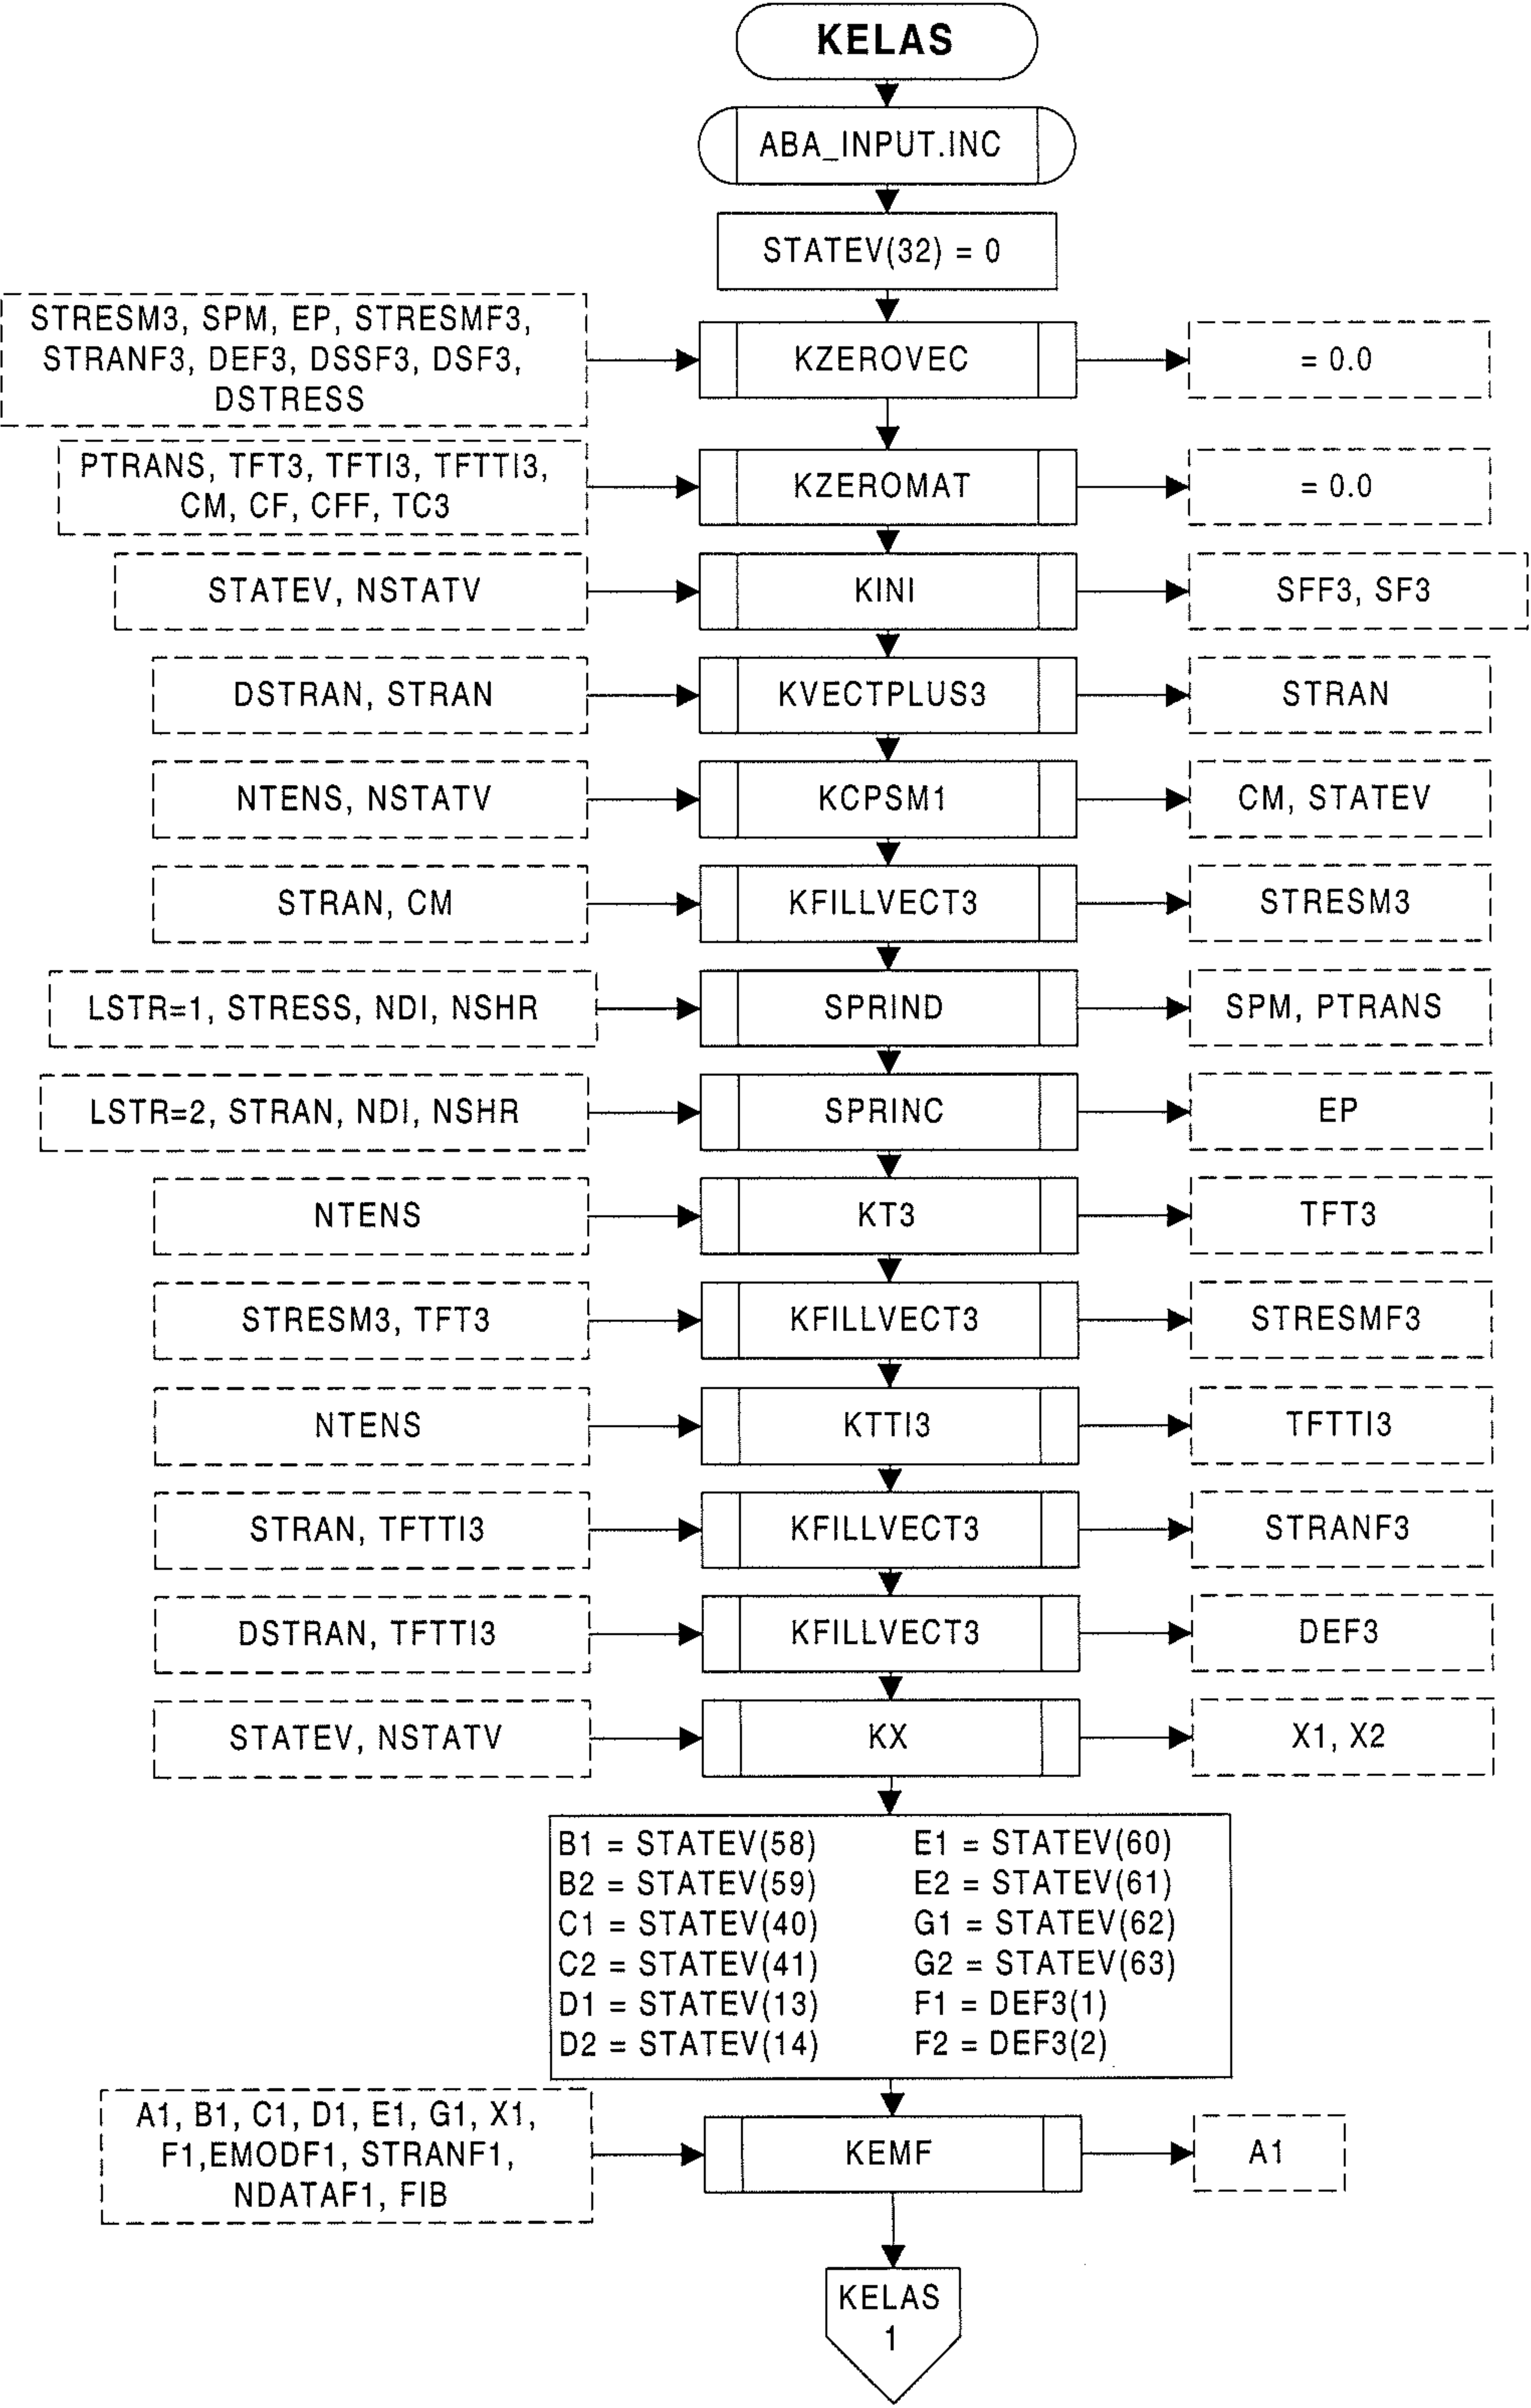 KELAS
ABA_INPUT.INC
STATEV(32) = 0
STRESM3, SPM, EP, STRESMF3,
STRANF3, DEF3, DSSF3, DSF3,
DSTRESS
KZEROVEC
= 0.0
PTRANS, TFT3, TFTI3, TFTTI3,
CM, CF, CFF, TC3
KZEROMAT
= 0.0
STATEV, NSTATV
KINI
SFF3, SF3
DSTRAN, STRAN
KVECTPLUS3
STRAN
NTENS, NSTATV
KCPSM1
CM, STATEV
STRAN, CM
KFILLVECT3
STRESM3
LSTR=1, STRESS, NDI, NSHR
SPRIND
SPM, PTRANS
LSTR=2, STRAN, NDI, NSHR
SPRINC
EP
NTENS
KT3
TFT3
STRESM3, TFT3
KFILLVECT3
STRESMF3
NTENS
KTTI3
TFTTI3
STRAN, TFTTI3
KFILLVECT3
STRANF3
DSTRAN, TFTTI3
KFILLVECT3
DEF3
STATEV, NSTATV
KX
X1, X2
B1 = STATEV(58)
B2 = STATEV(59)
C1 = STATEV(40)
C2 = STATEV(41)
D1 = STATEV(13)
D2 = STATEV(14)
E1 = STATEV(60)
E2 = STATEV(61)
G1 = STATEV(62)
G2 = STATEV(63)
F1 = DEF3(1)
F2 = DEF3(2)
A1, B1, C1, D1, E1, G1, X1,
F1,EMODF1, STRANF1,
NDATAF1, FIB
KEMF
A1
KELAS
1